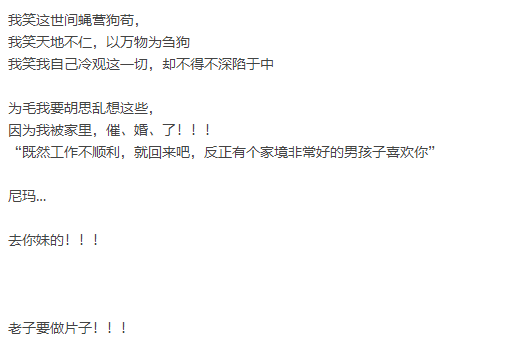 我笑这世间蝇营狗苟，
我笑天地不仁，以万物为刍狗
我笑我自己冷观这一切，却不得不深陷于中
为毛我要胡思乱想这些，
因为我被家里，催、婚、了！！！
“既然工作不顺利，就回来吧，反正有个家境非常好的男孩子喜欢你”
尼玛...
去你妹的！！！
老子要做片子！！！